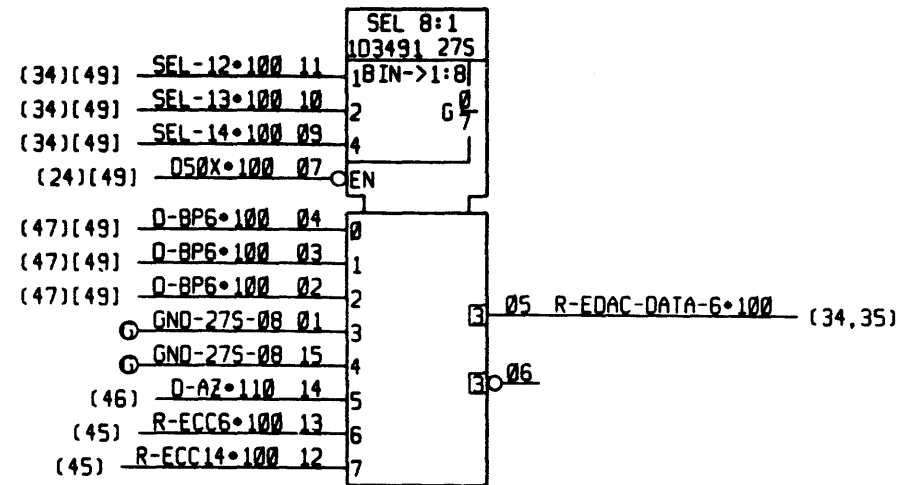 SEL 8:1
1D3491 27S
(34)[49] SEL-12•100 11 1 BIN->1:8
(34)[49] SEL-13•100 10 2 G 0/7
(34)[49] SEL-14•100 09 4
(24)[49] D50X•100 07 EN
(47)[49] D-BP6•100 04 0
(47)[49] D-BP6•100 03 1
(47)[49] D-BP6•100 02 2
G GND-27S-08 01 3 3 05 R-EDAC-DATA-6•100 (34,35)
G GND-27S-08 15 4 3 06
(46) D-AZ•110 14 5
(45) R-ECC6•100 13 6
(45) R-ECC14•100 12 7